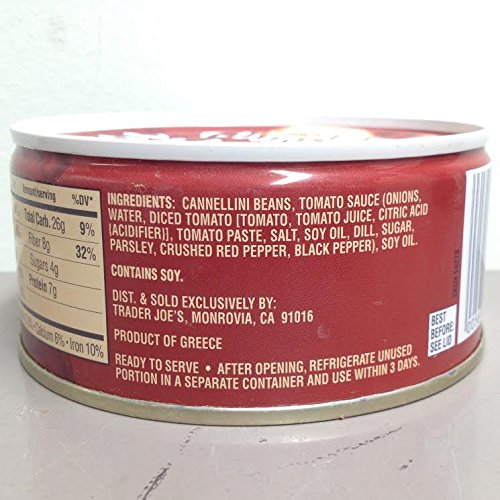 Amount/serving %DV*
Total Carb. 26g 9%
Fiber 8g 32%
Sugars 4g
Protein 7g
• Calcium 6% • Iron 10%
INGREDIENTS: CANNELLINI BEANS, TOMATO SAUCE (ONIONS,
WATER, DICED TOMATO [TOMATO, TOMATO JUICE, CITRIC ACID
(ACIDIFIER)], TOMATO PASTE, SALT, SOY OIL, DILL, SUGAR,
PARSLEY, CRUSHED RED PEPPER, BLACK PEPPER), SOY OIL.
CONTAINS SOY.
DIST. & SOLD EXCLUSIVELY BY:
TRADER JOE'S, MONROVIA, CA 91016
PRODUCT OF GREECE
READY TO SERVE • AFTER OPENING, REFRIGERATE UNUSED
PORTION IN A SEPARATE CONTAINER AND USE WITHIN 3 DAYS.
BEST
BEFORE:
SEE LID